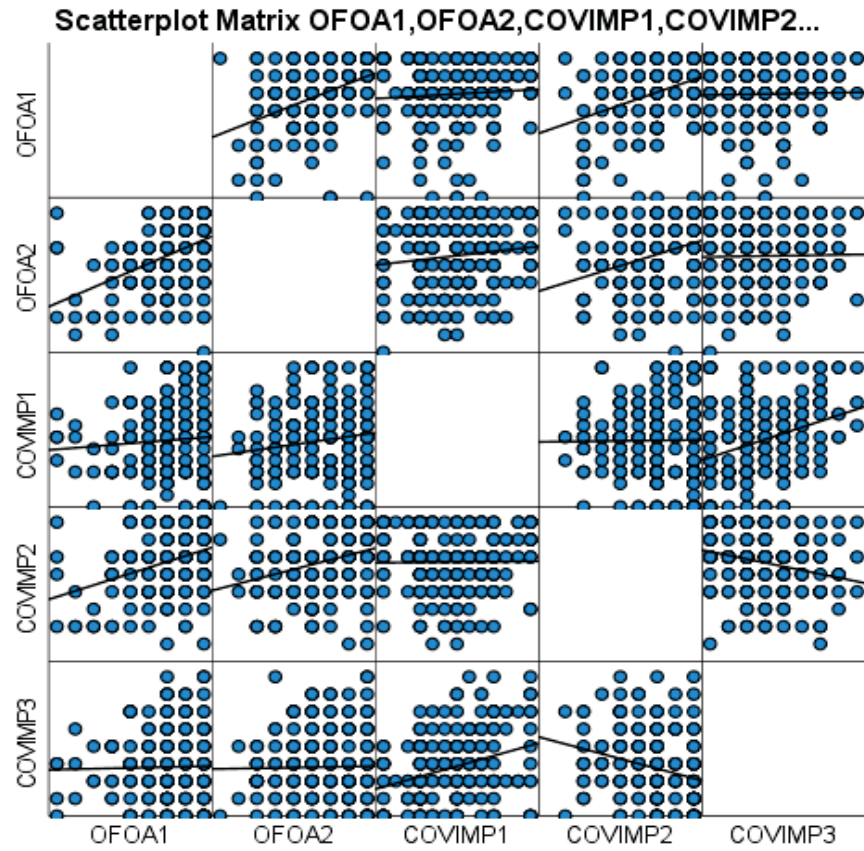 Scatterplot Matrix OFOA1,OFOA2,COVIMP1,COVIMP2...
OFOA1
OFOA2
COVIMP1
COVIMP2
COVIMP3
OFOA1 OFOA2 COVIMP1 COVIMP2 COVIMP3